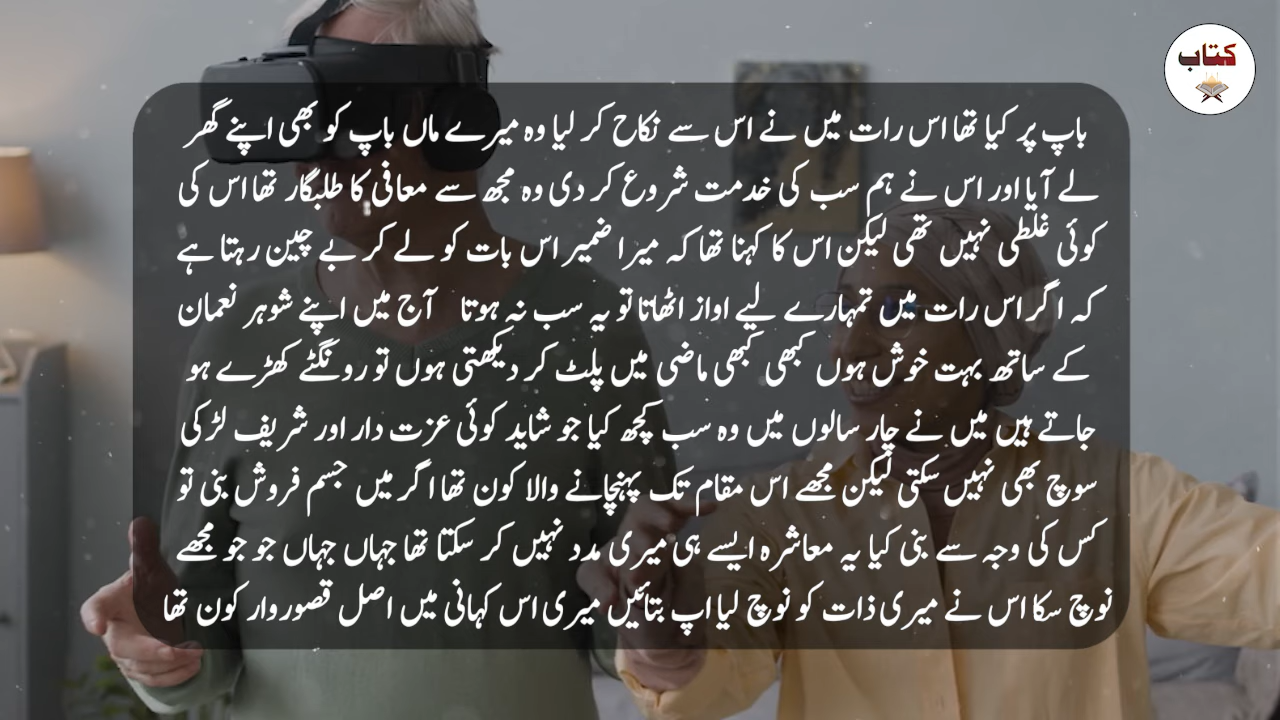 کتاب
باپ پر کیا تھا اس رات میں نے اس سے نکاح کر لیا وہ میرے ماں باپ کو بھی اپنے گھر
لے آیا اور اس نے ہم سب کی خدمت شروع کر دی وہ مجھ سے معافی کا طلبگار تھا اس کی
کوئی غلطی نہیں تھی لیکن اس کا کہنا تھا کہ میرا ضمیر اس بات کو لے کر بے چین رہتا ہے
کہ اگر اس رات میں تمہارے لیے اواز اٹھاتا تو یہ سب نہ ہوتا آج میں اپنے شوہر نعمان
کے ساتھ بہت خوش ہوں کبھی کبھی ماضی میں پلٹ کر دیکھتی ہوں تو رونگٹے کھڑے ہو
جاتے ہیں میں نے چار سالوں میں وہ سب کچھ کیا جو شاید کوئی عزت دار اور شریف لڑکی
سوچ بھی نہیں سکتی لیکن مجھے اس مقام تک پہنچانے والا کون تھا اگر میں جسم فروش بنی تو
کس کی وجہ سے بنی کیا یہ معاشرہ ایسے ہی میری مدد نہیں کر سکتا تھا جہاں جہاں جو جو مجھے
نوچ سکا اس نے میری ذات کو نوچ لیا اپ بتائیں میری اس کہانی میں اصل قصوروار کون تھا